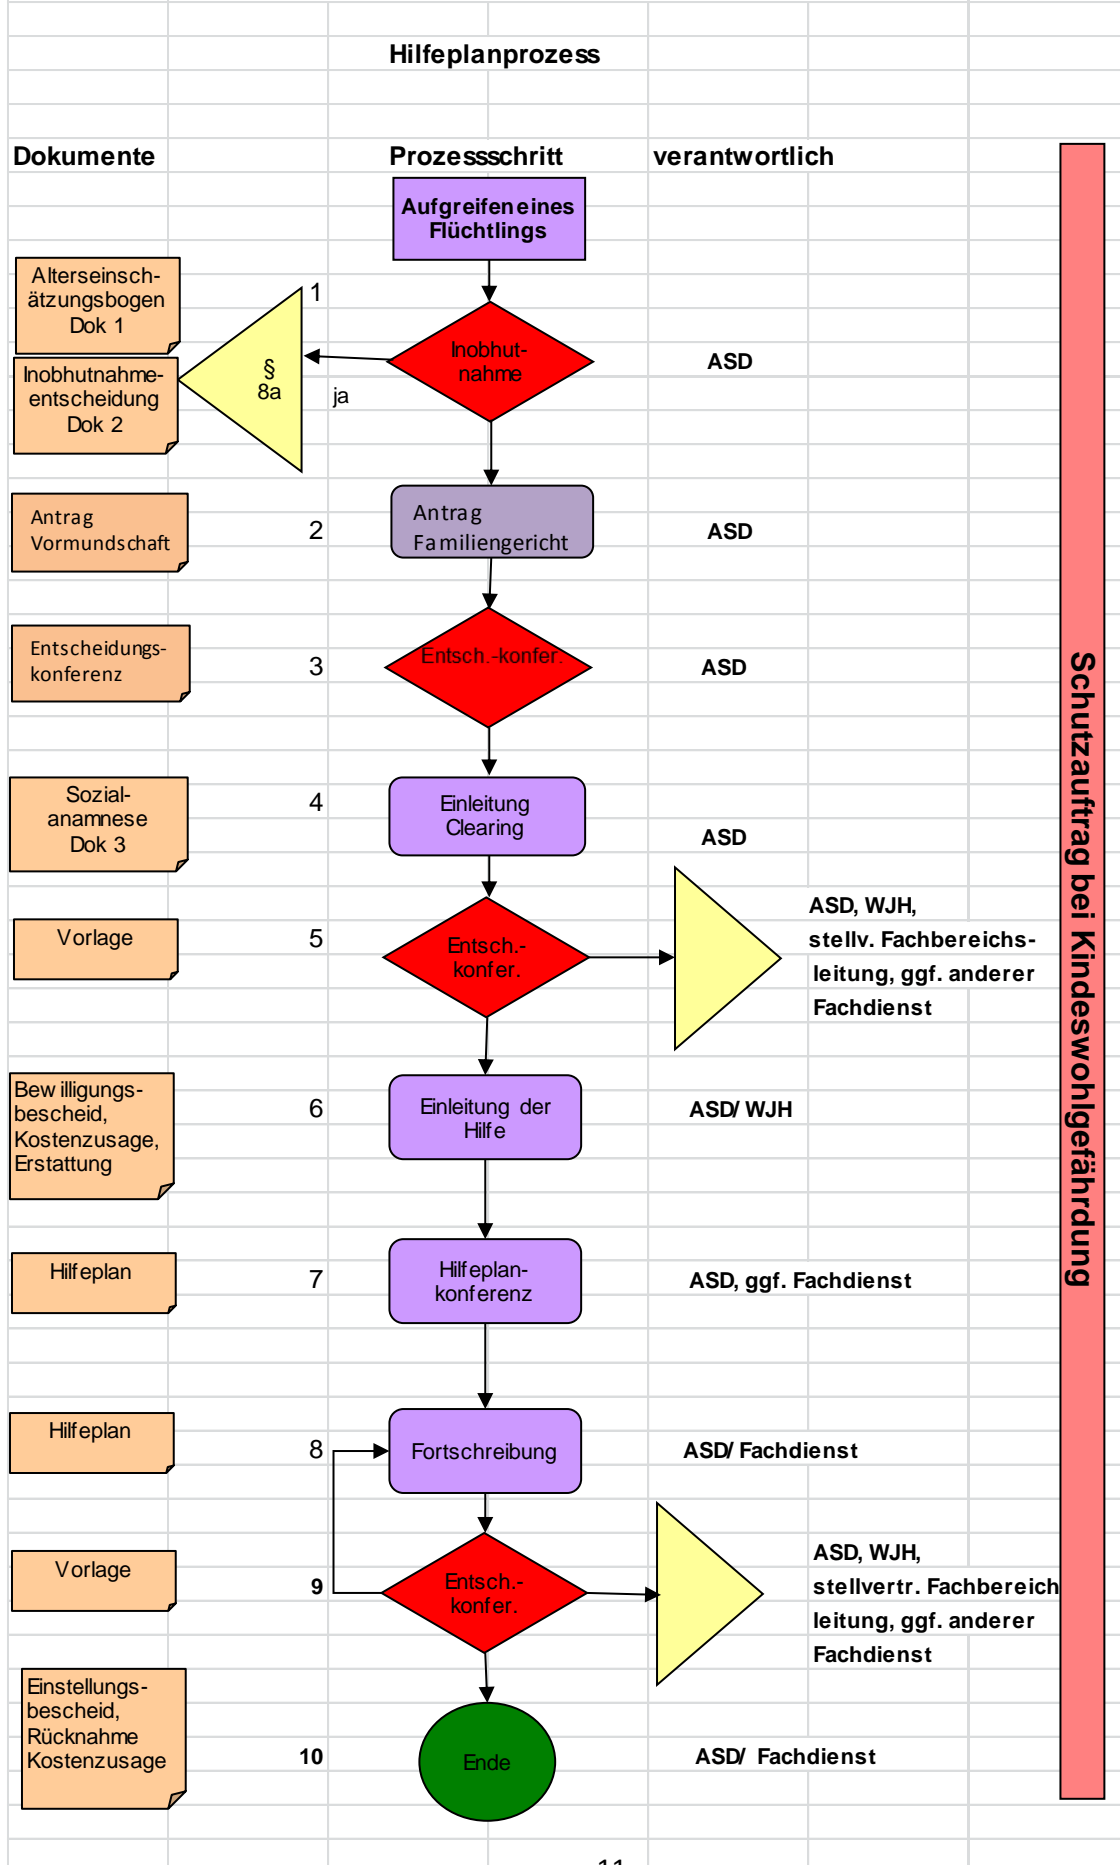 Hilfeplanprozess
Dokumente
Prozessschritt
verantwortlich
Aufgreifen eines
Flüchtlings
Alterseinsch-
ätzungsbogen
Dok 1
1
Inobhutnahme-
entscheidung
Dok 2
§
8a
ja
Inobhut-
nahme
ASD
Antrag
Vormundschaft
2
Antrag
Familiengericht
ASD
Entscheidungs-
konferenz
3
Entsch.-konfer.
ASD
Sozial-
anamnese
Dok 3
4
Einleitung
Clearing
ASD
Vorlage
5
Entsch.-
konfer.
ASD, WJH,
stellv. Fachbereichs-
leitung, ggf. anderer
Fachdienst
Bewilligungs-
bescheid,
Kostenzusage,
Erstattung
6
Einleitung der
Hilfe
ASD/ WJH
Hilfeplan
7
Hilfeplan-
konferenz
ASD, ggf. Fachdienst
Hilfeplan
8
Fortschreibung
ASD/ Fachdienst
Vorlage
9
Entsch.-
konfer.
ASD, WJH,
stellvertr. Fachbereich
leitung, ggf. anderer
Fachdienst
Einstellungs-
bescheid,
Rücknahme
Kostenzusage
10
Ende
ASD/ Fachdienst
Schutzauftrag bei Kindeswohlgefährdung
11